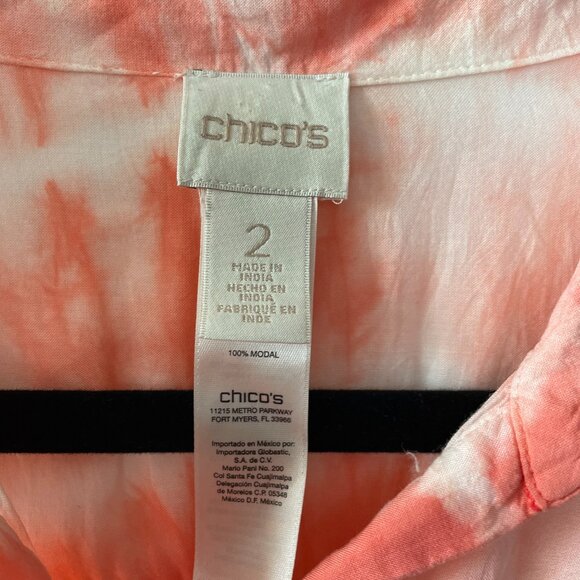 chico's
2
MADE IN
INDIA
HECHO EN
INDIA
FABRIQUÉ EN
INDE
100% MODAL
chico's
11215 METRO PARKWAY
FORT MYERS, FL 33966
Importado en México por:
Importadora Globastic,
S.A. de C.V.
Mario Pani No. 200
Col Santa Fe Cuajimalpa
Delegación Cuajimalpa
de Morelos C.P. 05348
México D.F. México